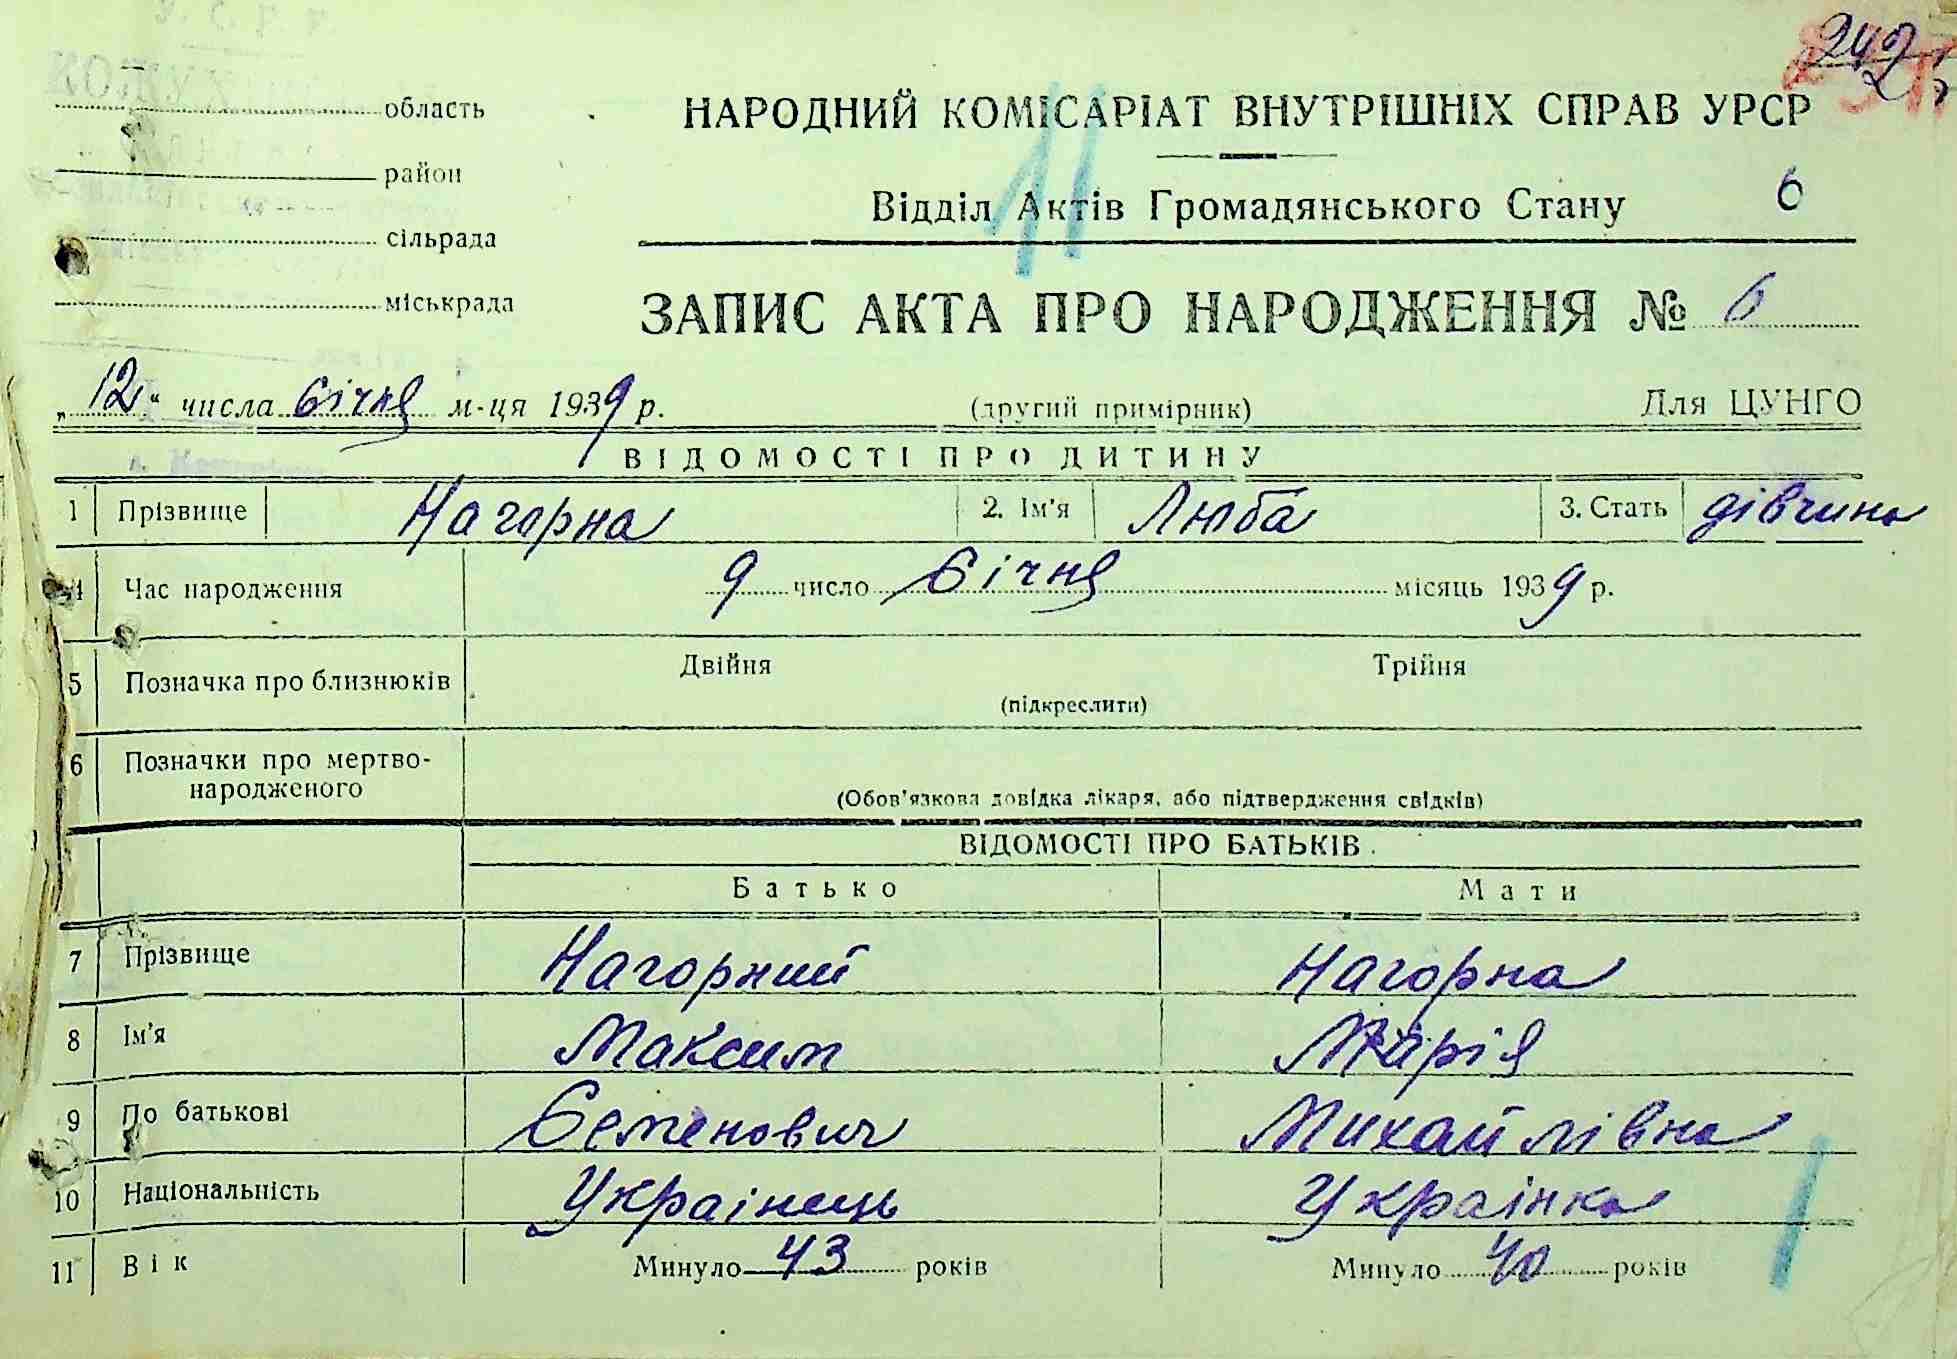 У. С. Р. Р.
242
область
НАРОДНИЙ КОМІСАРІАТ ВНУТРІШНІХ СПРАВ УРСР
11
район
Відділ Актів Громадянського Стану 6
сільрада
міськрада
ЗАПИС АКТА ПРО НАРОДЖЕННЯ № 6
„12“ числа Січня м-ця 1939 р. (другий примірник) Для ЦУНГО
ВІДОМОСТІ ПРО ДИТИНУ
1 Прізвище Нагорна 2. Ім'я Люба 3. Стать дівчина
4 Час народження 9 число Січня місяць 1939 р.
5 Позначка про близнюків Двійня Трійня
(підкреслити)
6 Позначки про мертво-
народженого
(Обов'язкова довідка лікаря, або підтвердження свідків)
ВІДОМОСТІ ПРО БАТЬКІВ
Батько Мати
7 Прізвище Нагорний Нагорна
8 Ім'я Максим Марія
9 По батькові Семенович Михайлівна
10 Національність Українець Українка
11 Вік Минуло 43 років Минуло 40 років